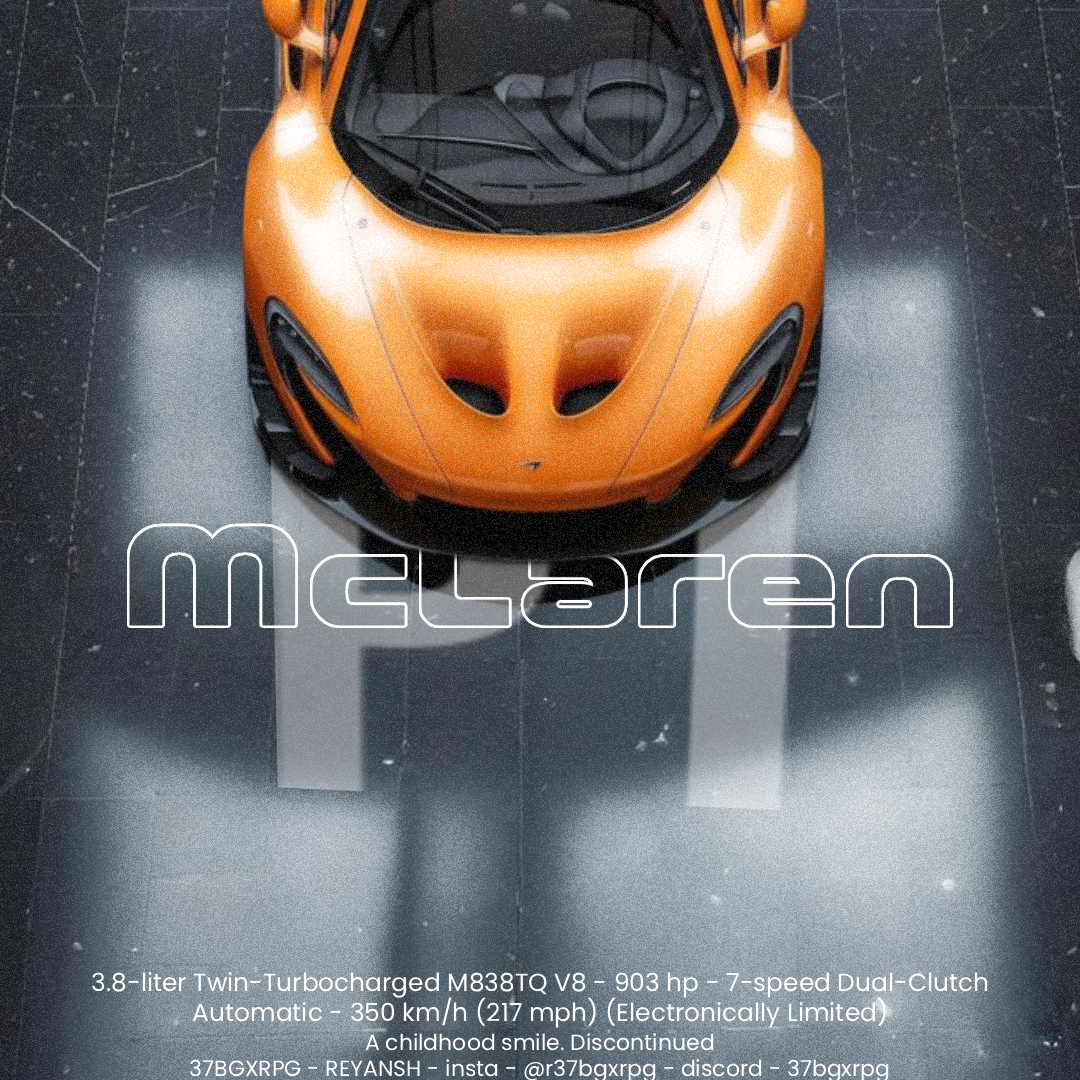 McLaren
3.8-liter Twin-Turbocharged M838TQ V8 - 903 hp - 7-speed Dual-Clutch
Automatic - 350 km/h (217 mph) (Electronically Limited)
A childhood smile. Discontinued
37BGXRPG - REYANSH - insta - @r37bgxrpg - discord - 37bgxrpg